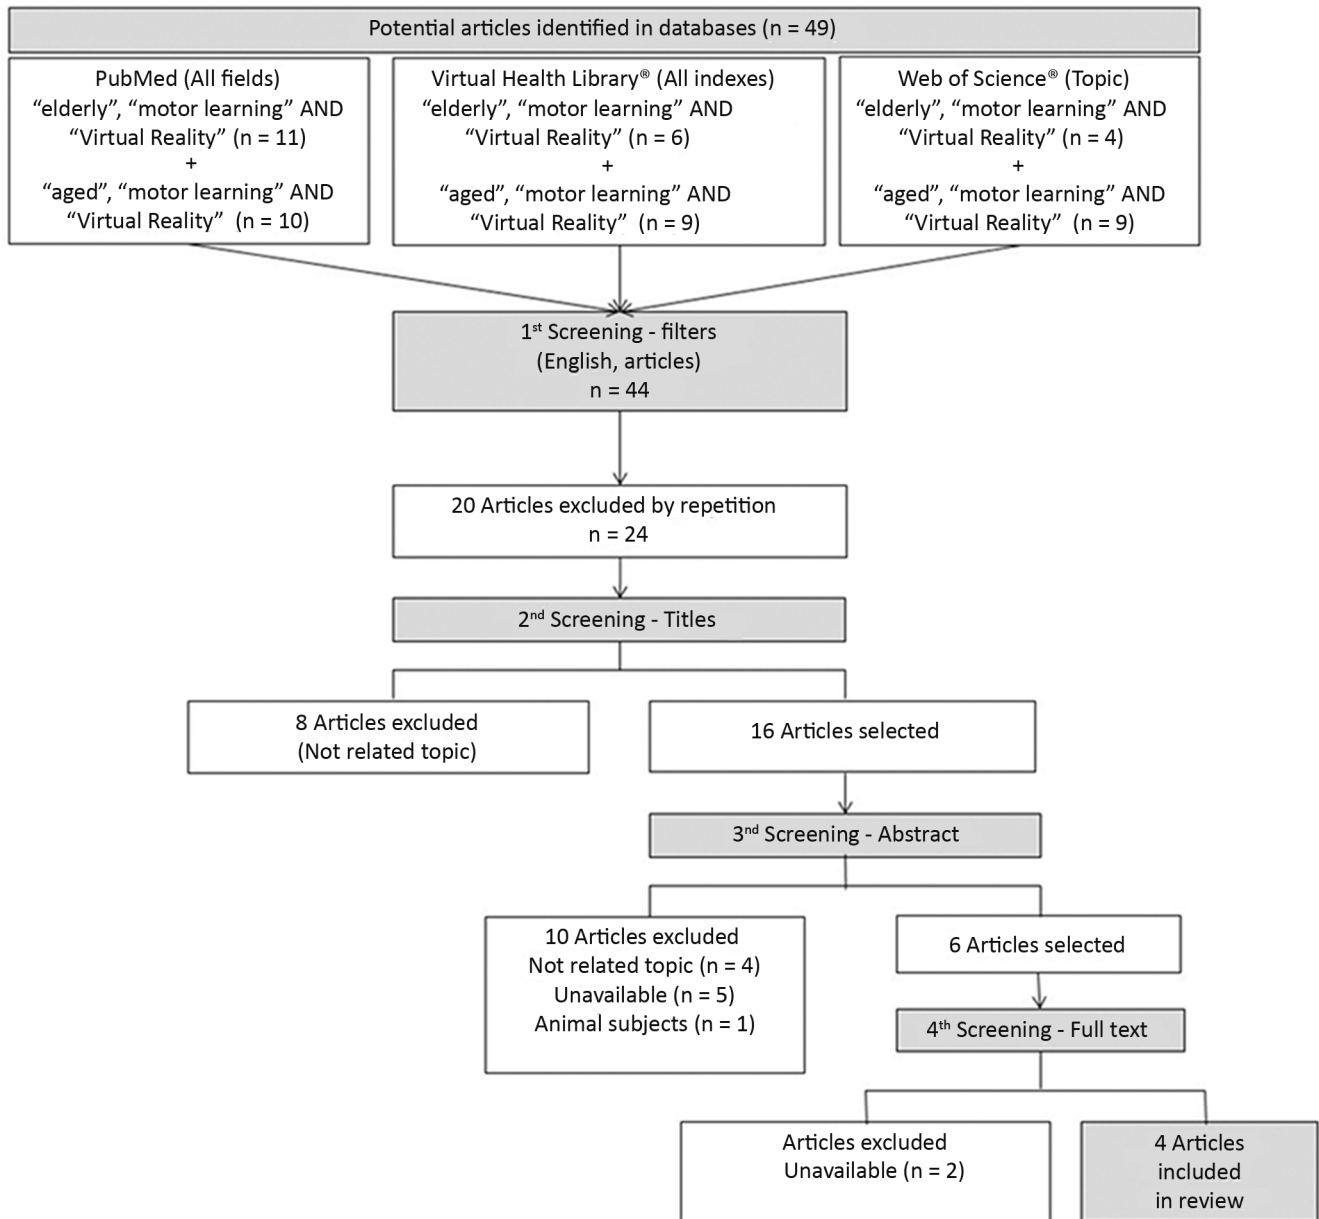 Potential articles identified in databases (n = 49)
PubMed (All fields)
“elderly”, “motor learning” AND
“Virtual Reality” (n = 11)
+
“aged”, “motor learning” AND
“Virtual Reality” (n = 10)
Virtual Health Library® (All indexes)
“elderly”, “motor learning” AND
“Virtual Reality” (n = 6)
+
“aged”, “motor learning” AND
“Virtual Reality” (n = 9)
Web of Science® (Topic)
“elderly”, “motor learning” AND
“Virtual Reality” (n = 4)
+
“aged”, “motor learning” AND
“Virtual Reality” (n = 9)
1st Screening - filters
(English, articles)
n = 44
20 Articles excluded by repetition
n = 24
2nd Screening - Titles
8 Articles excluded
(Not related topic)
16 Articles selected
3nd Screening - Abstract
10 Articles excluded
Not related topic (n = 4)
Unavailable (n = 5)
Animal subjects (n = 1)
6 Articles selected
4th Screening - Full text
Articles excluded
Unavailable (n = 2)
4 Articles
included
in review